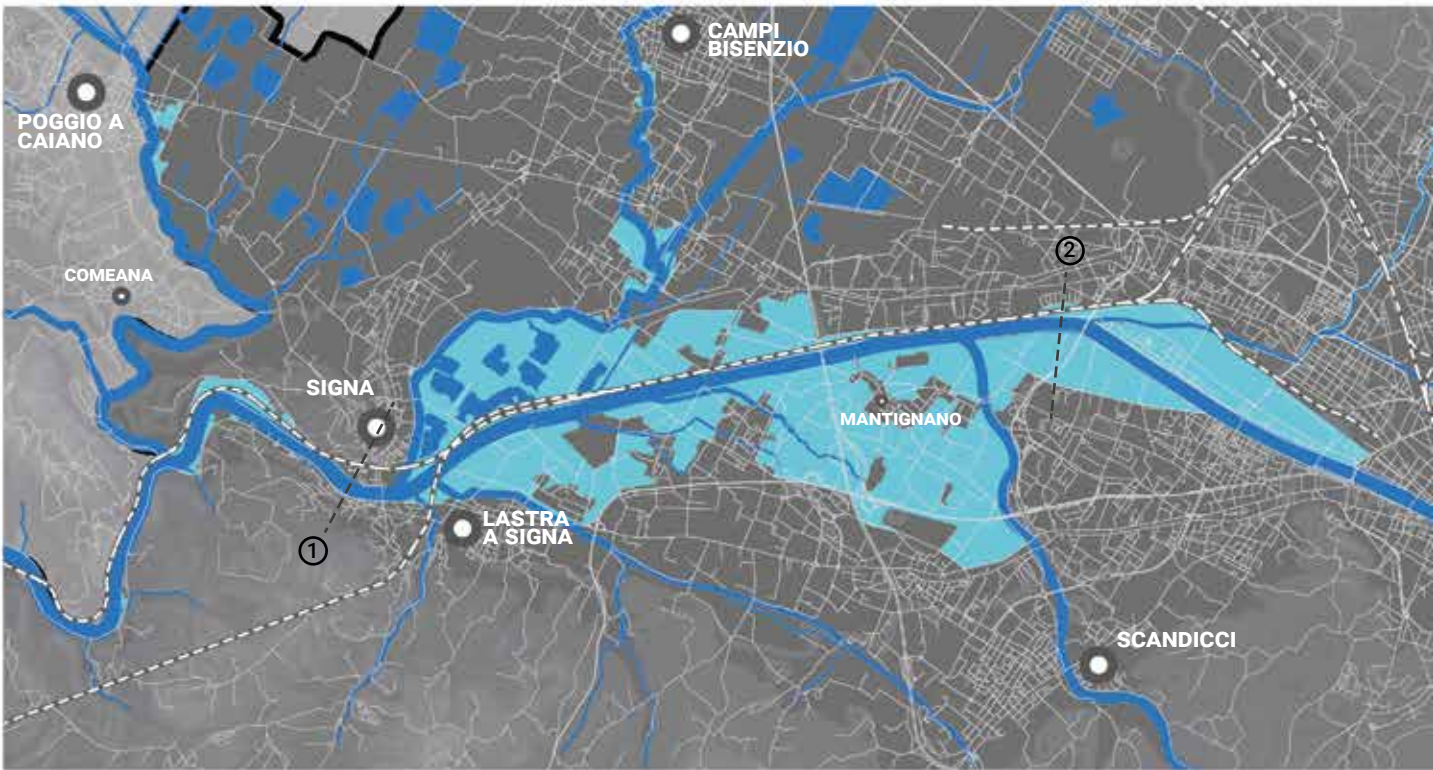 CAMPI
BISENZIO
POGGIO A
CAIANO
②
COMEANA
SIGNA
MANTIGNANO
LASTRA
A SIGNA
①
SCANDICCI